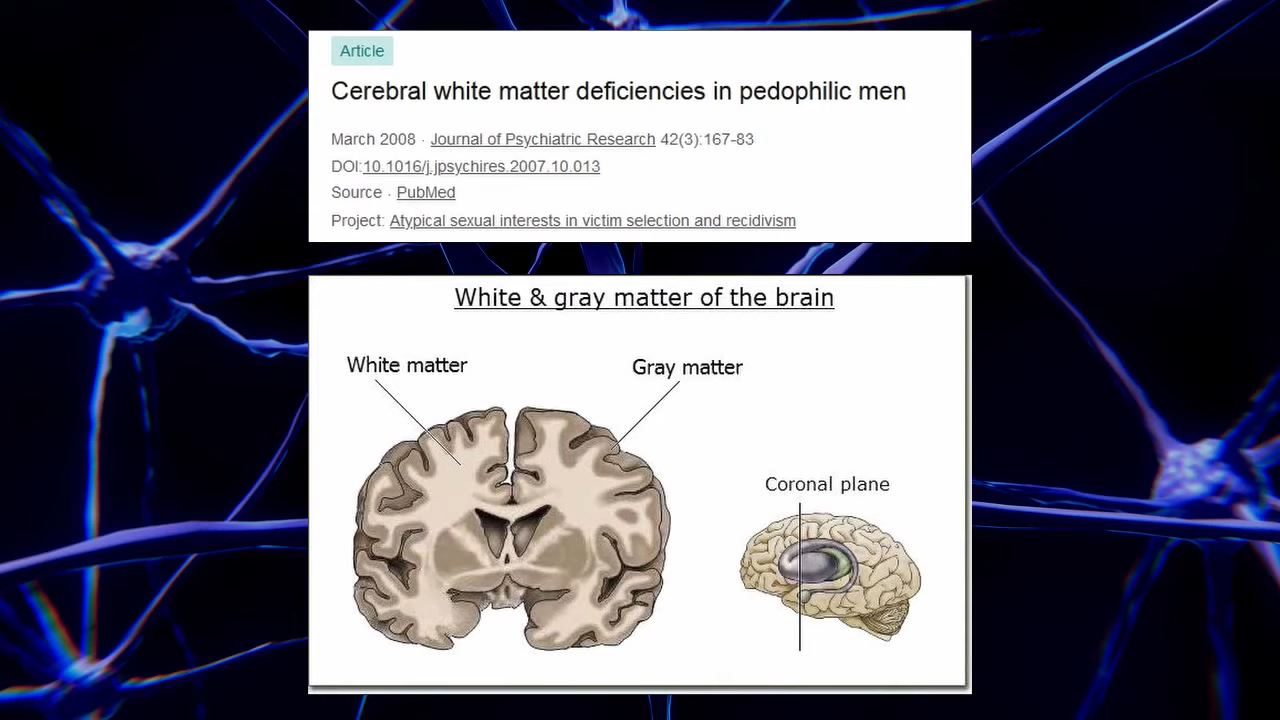 Article
Cerebral white matter deficiencies in pedophilic men
March 2008 · Journal of Psychiatric Research 42(3):167-83
DOI:10.1016/j.jpsychires.2007.10.013
Source · PubMed
Project: Atypical sexual interests in victim selection and recidivism
White & gray matter of the brain
White matter
Gray matter
Coronal plane